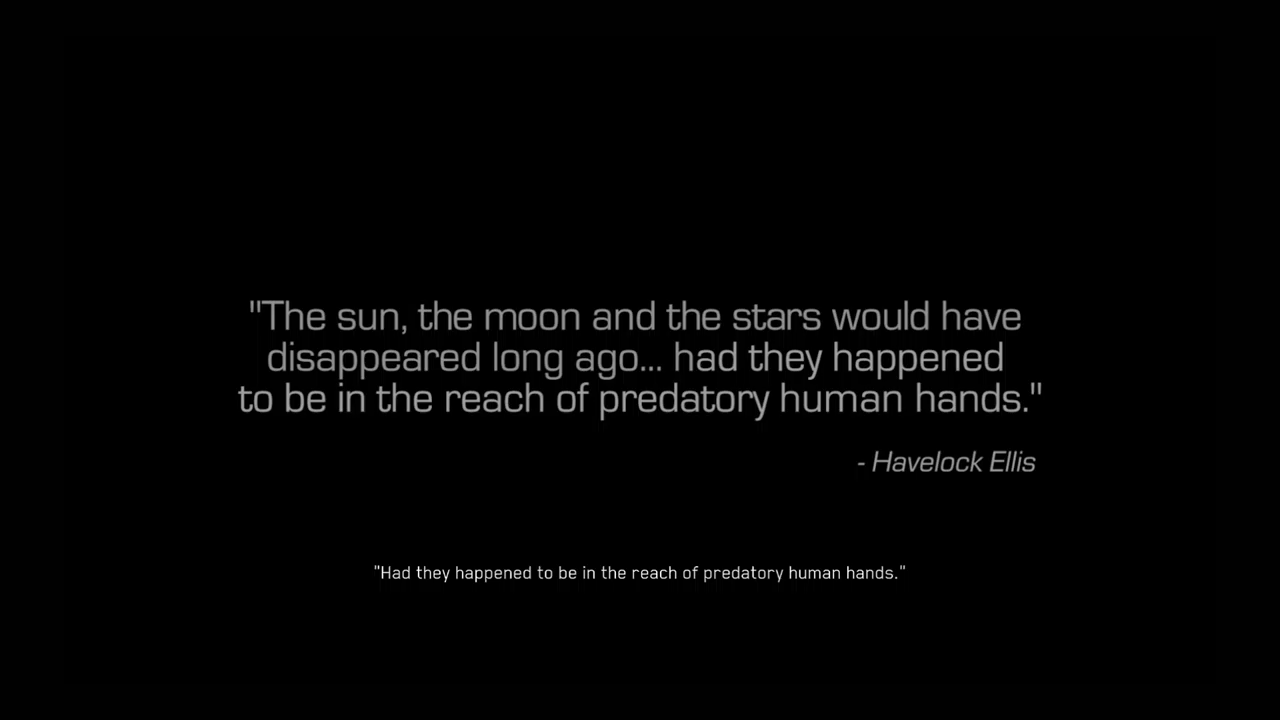 "The sun, the moon and the stars would have
disappeared long ago... had they happened
to be in the reach of predatory human hands."
- Havelock Ellis
"Had they happened to be in the reach of predatory human hands."